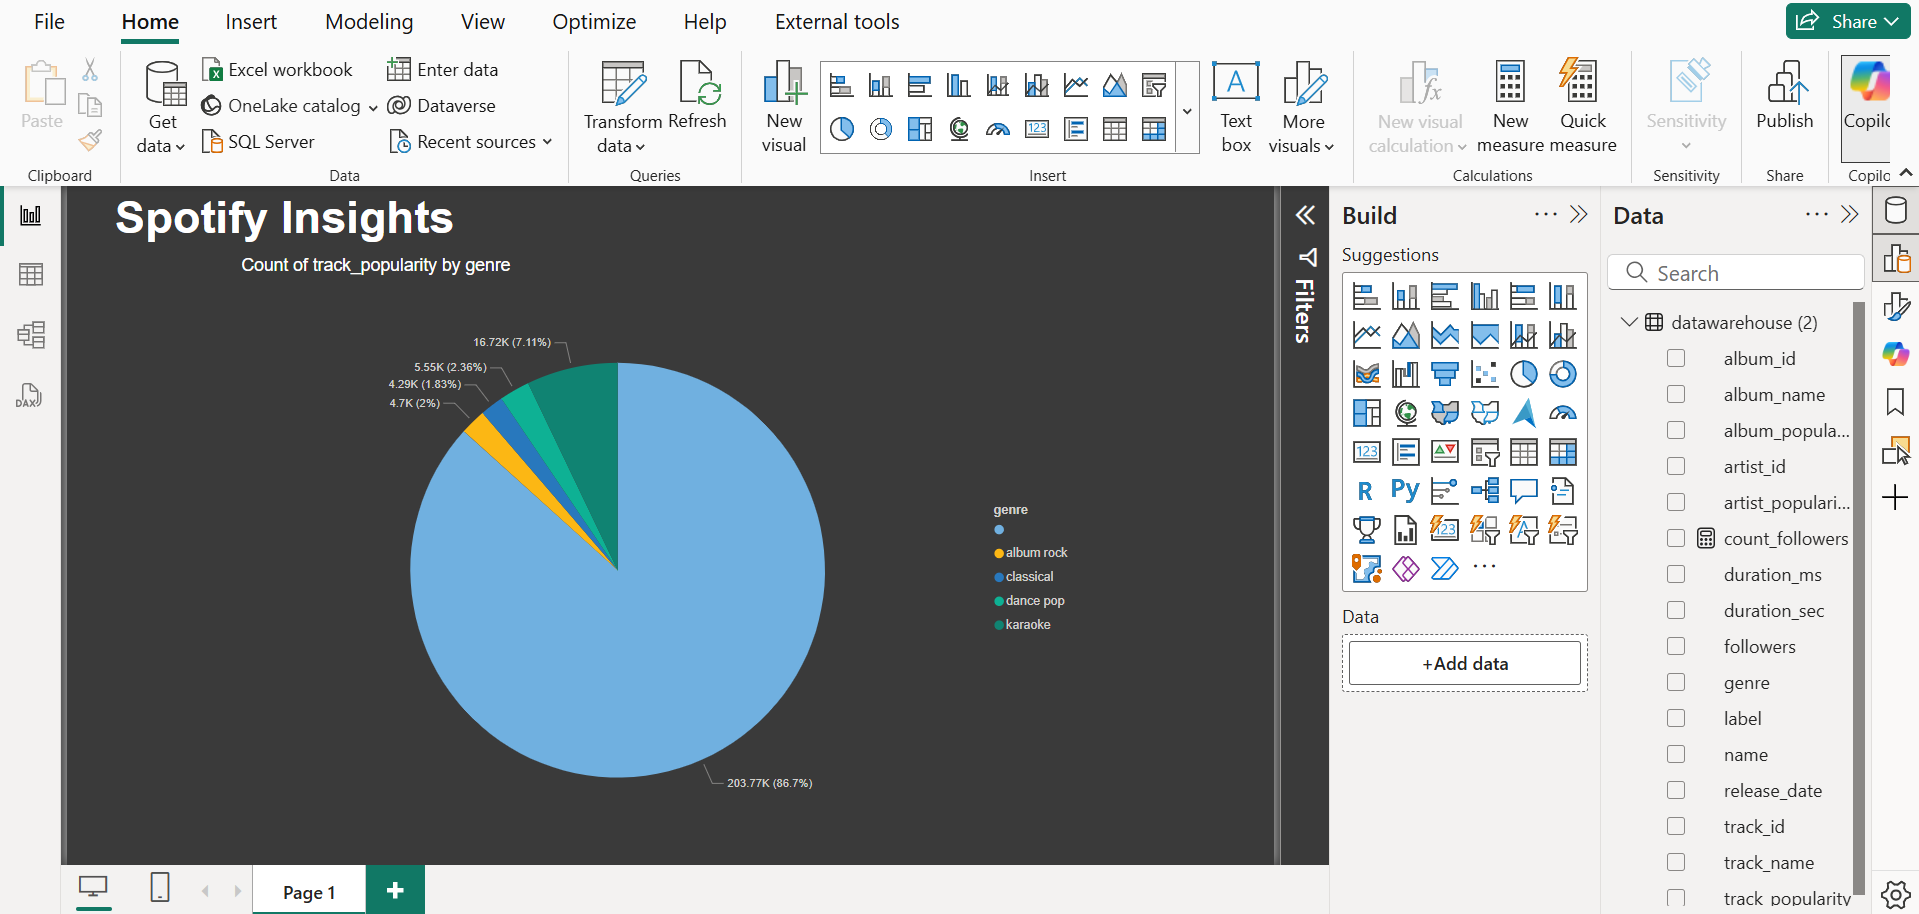 File Home Insert Modeling View Optimize Help External tools Share
Paste
Clipboard
Get data
Excel workbook
OneLake catalog
SQL Server
Enter data
Dataverse
Recent sources
Data
Transform data
Refresh
Queries
New visual
Insert
A
Text box
More visuals
New visual calculation
New measure
Quick measure
Calculations
Sensitivity
Sensitivity
Publish
Share
Copilc
Copilc
DAX
Spotify Insights
Count of track_popularity by genre
16.72K (7.11%)
5.55K (2.36%)
4.29K (1.83%)
4.7K (2%)
203.77K (86.7%)
genre
album rock
classical
dance pop
karaoke
Filters
Build
Suggestions
123
R Py
123
Data
+Add data
Data
Search
datawarehouse (2)
album_id
album_name
album_popula...
artist_id
artist_populari...
count_followers
duration_ms
duration_sec
followers
genre
label
name
release_date
track_id
track_name
track_popularity
Page 1